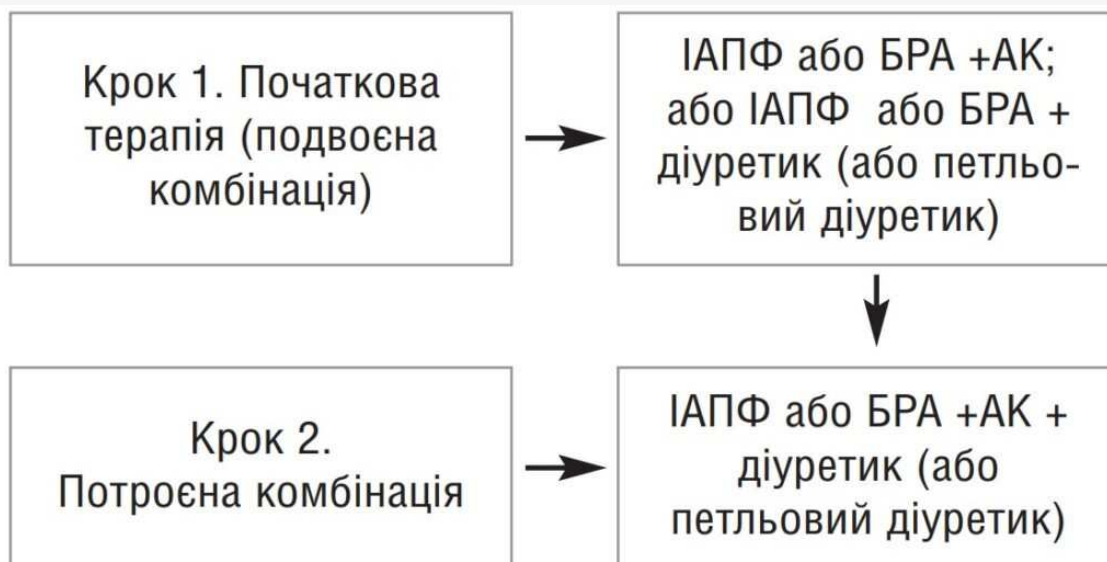 Крок 1. Початкова
терапія (подвоєна
комбінація)
ІАПФ або БРА +АК;
або ІАПФ або БРА +
діуретик (або петльо-
вий діуретик)
Крок 2.
Потроєна комбінація
ІАПФ або БРА +АК +
діуретик (або
петльовий діуретик)